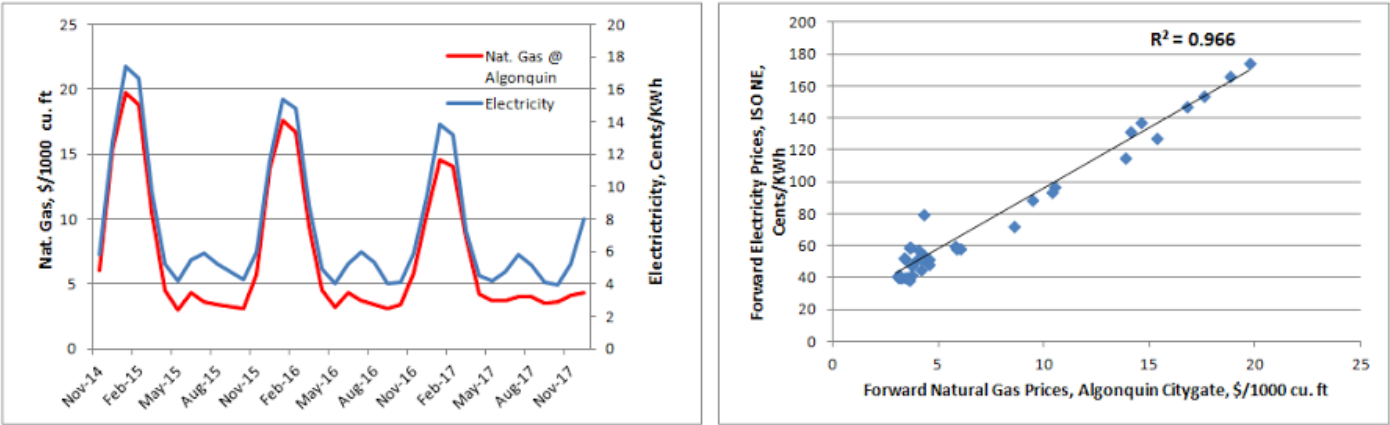 Nat. Gas, $/1000 cu. ft
25
20
15
10
5
0
Nat. Gas @
Algonquin
Electricity
20
18
16
14
12
10
8
6
4
2
0
Electrictricity, Cents/KWh
Nov-14
Feb-15
May-15
Aug-15
Nov-15
Feb-16
May-16
Aug-16
Nov-16
Feb-17
May-17
Aug-17
Nov-17
Forward Electricity Prices, ISO NE,
Cents/KWh
200
180
160
140
120
100
80
60
40
20
0
R² = 0.966
0
5
10
15
20
25
Forward Natural Gas Prices, Algonquin Citygate, $/1000 cu. ft